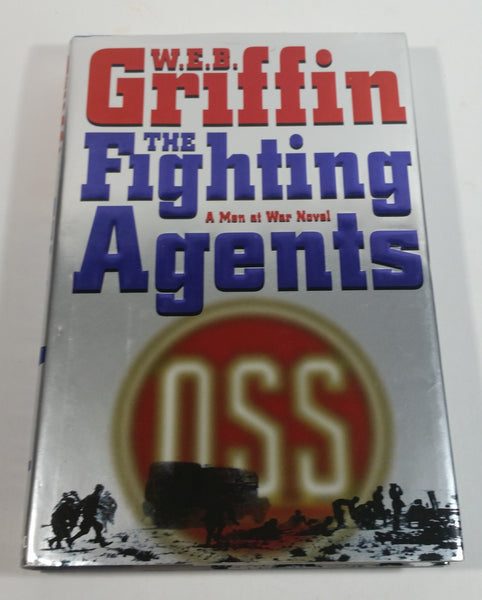 W.E.B.
Griffin
THE
Fighting
A Men at War Novel
Agents
OSS